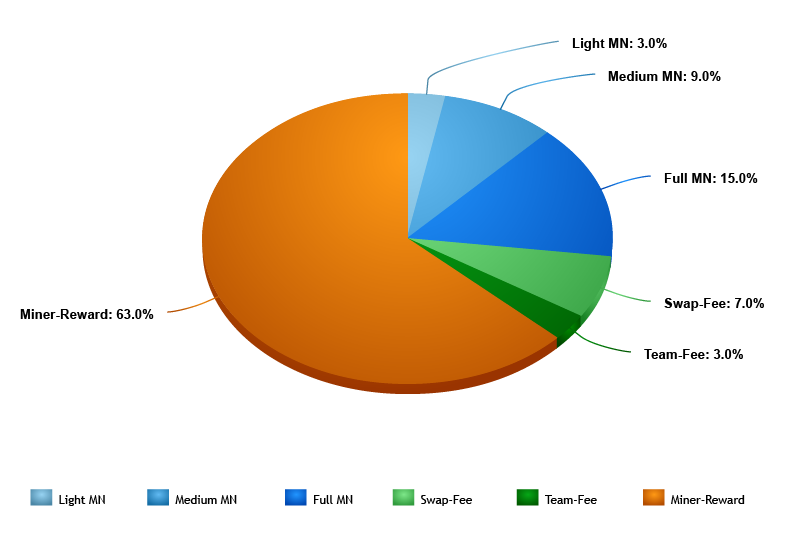 Light MN: 3.0%
Medium MN: 9.0%
Full MN: 15.0%
Swap-Fee: 7.0%
Miner-Reward: 63.0%
Team-Fee: 3.0%
Light MN
Medium MN
Full MN
Swap-Fee
Team-Fee
Miner-Reward